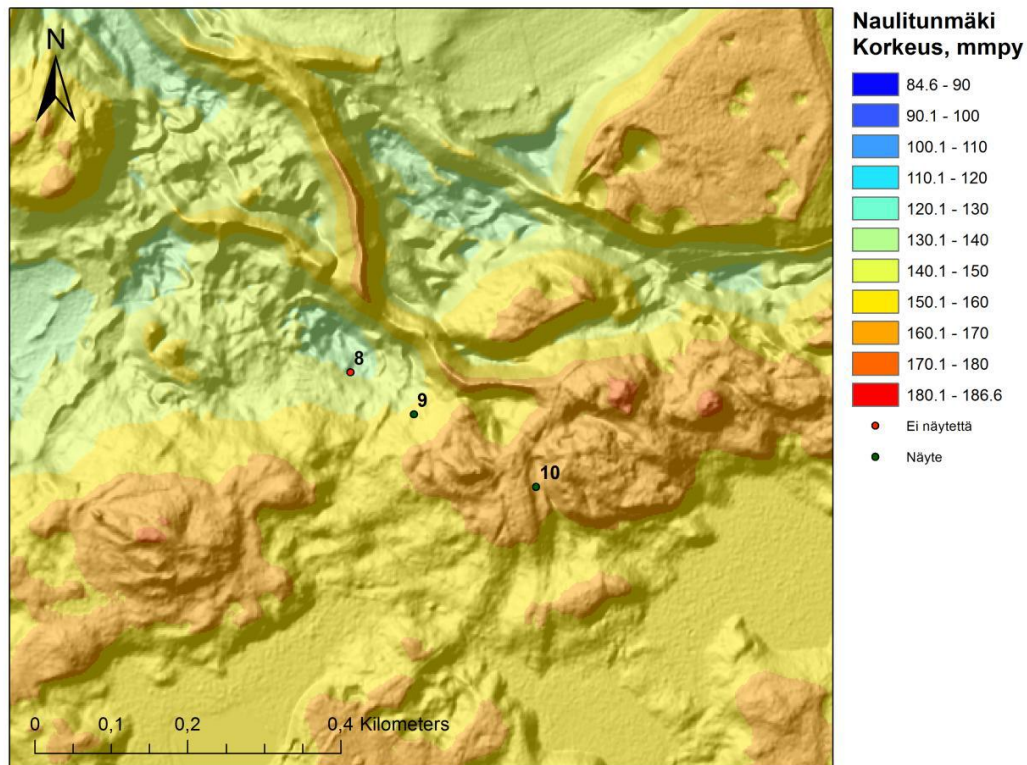 Naulitunmäki
Korkeus, mmpy
84.6 - 90
90.1 - 100
100.1 - 110
110.1 - 120
120.1 - 130
130.1 - 140
140.1 - 150
150.1 - 160
160.1 - 170
170.1 - 180
180.1 - 186.6
Ei näytettä
Näyte
N
8
9
10
0 0,1 0,2 0,4 Kilometers